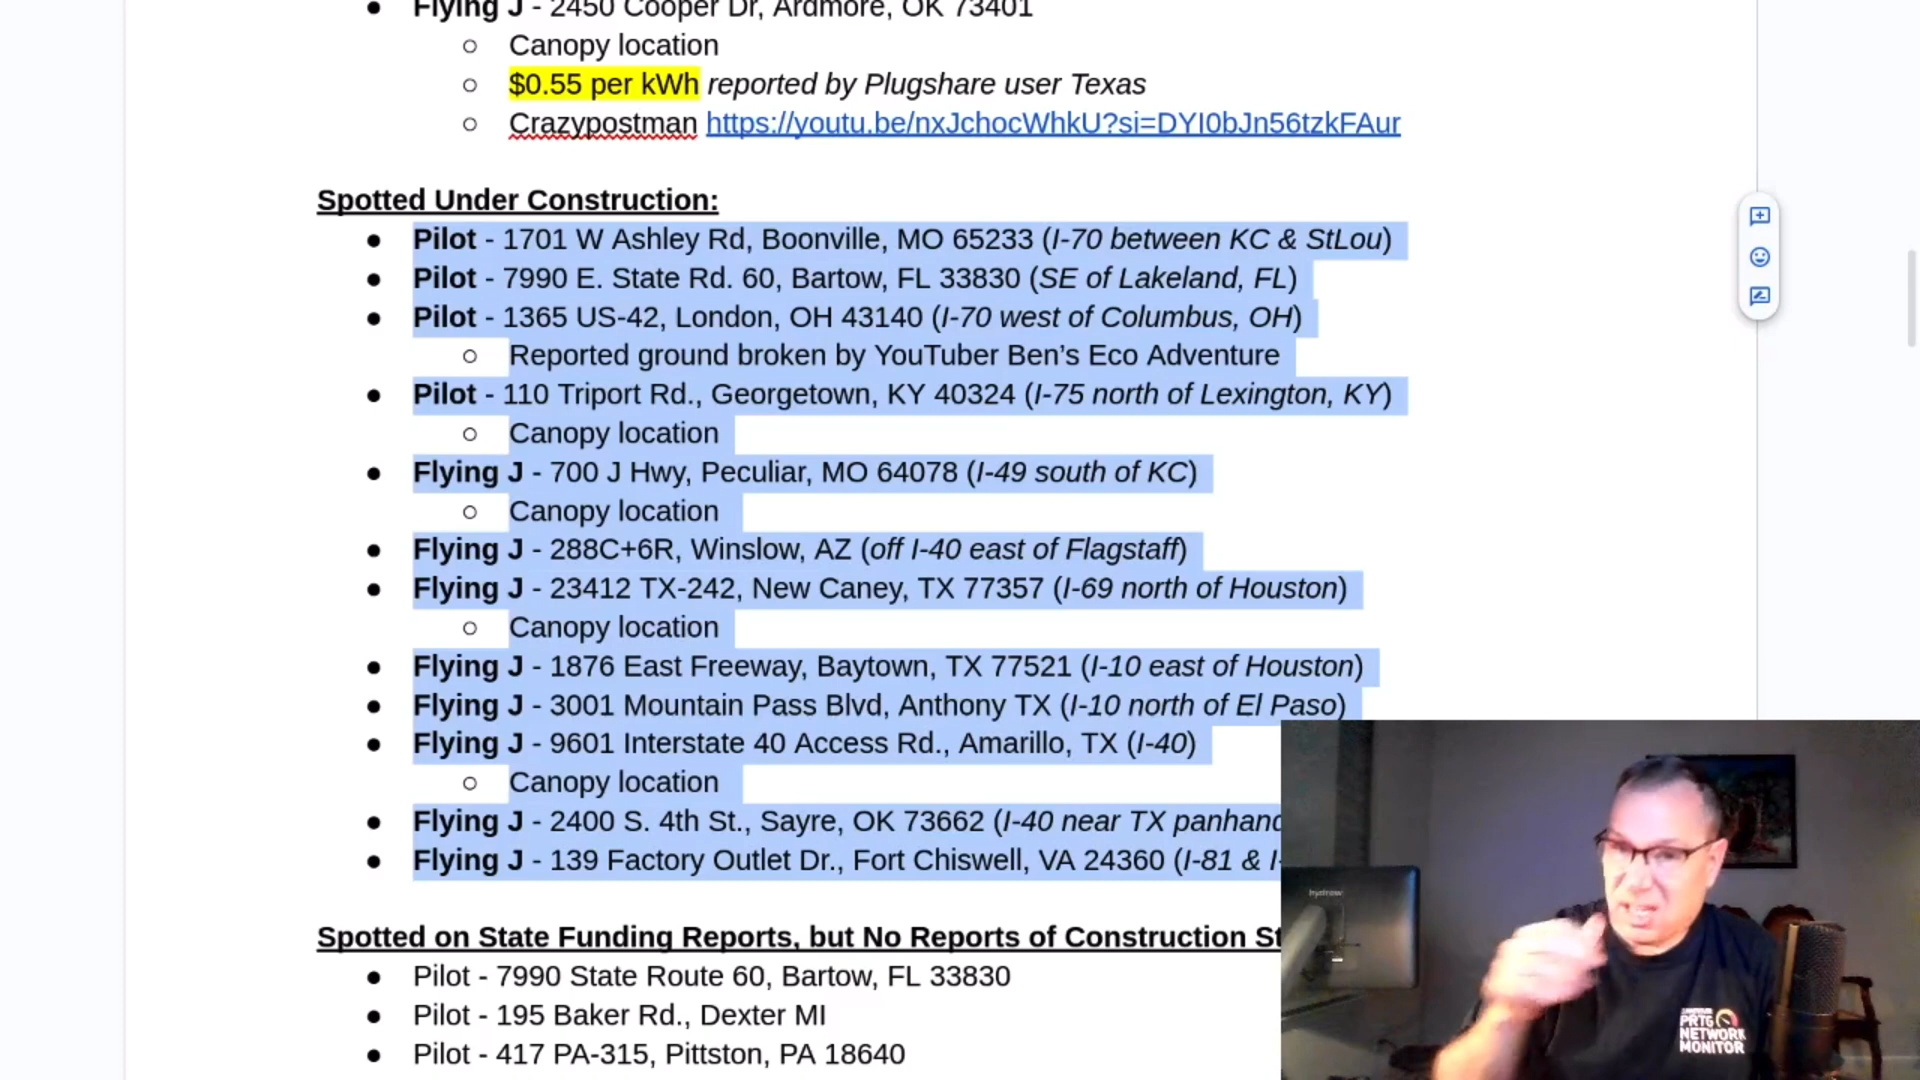 Flying J - 2450 Cooper Dr, Ardmore, OK 73401
Canopy location
$0.55 per kWh reported by Plugshare user Texas
Crazypostman https://youtu.be/nxJchocWhkU?si=DYI0bJn56tzkFAur
Spotted Under Construction:
Pilot - 1701 W Ashley Rd, Boonville, MO 65233 (I-70 between KC & StLou)
Pilot - 7990 E. State Rd. 60, Bartow, FL 33830 (SE of Lakeland, FL)
Pilot - 1365 US-42, London, OH 43140 (I-70 west of Columbus, OH)
Reported ground broken by YouTuber Ben’s Eco Adventure
Pilot - 110 Triport Rd., Georgetown, KY 40324 (I-75 north of Lexington, KY)
Canopy location
Flying J - 700 J Hwy, Peculiar, MO 64078 (I-49 south of KC)
Canopy location
Flying J - 288C+6R, Winslow, AZ (off I-40 east of Flagstaff)
Flying J - 23412 TX-242, New Caney, TX 77357 (I-69 north of Houston)
Canopy location
Flying J - 1876 East Freeway, Baytown, TX 77521 (I-10 east of Houston)
Flying J - 3001 Mountain Pass Blvd, Anthony TX (I-10 north of El Paso)
Flying J - 9601 Interstate 40 Access Rd., Amarillo, TX (I-40)
Canopy location
Flying J - 2400 S. 4th St., Sayre, OK 73662 (I-40 near TX panhand
Flying J - 139 Factory Outlet Dr., Fort Chiswell, VA 24360 (I-81 & I-
Spotted on State Funding Reports, but No Reports of Construction St
Pilot - 7990 State Route 60, Bartow, FL 33830
Pilot - 195 Baker Rd., Dexter MI
Pilot - 417 PA-315, Pittston, PA 18640
hydrow
PRTG
NETWORK
MONITOR